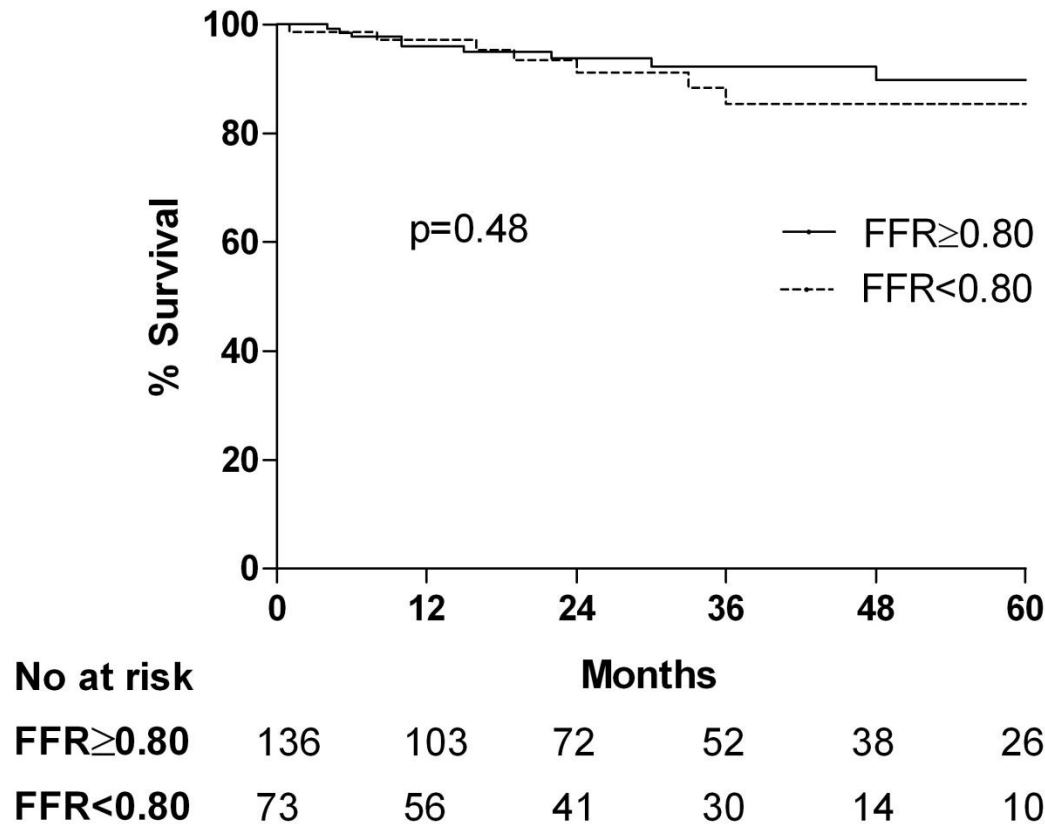 100
80
60
40
20
0
% Survival
p=0.48
FFR≥0.80
FFR<0.80
0 12 24 36 48 60
No at risk Months
FFR≥0.80 136 103 72 52 38 26
FFR<0.80 73 56 41 30 14 10